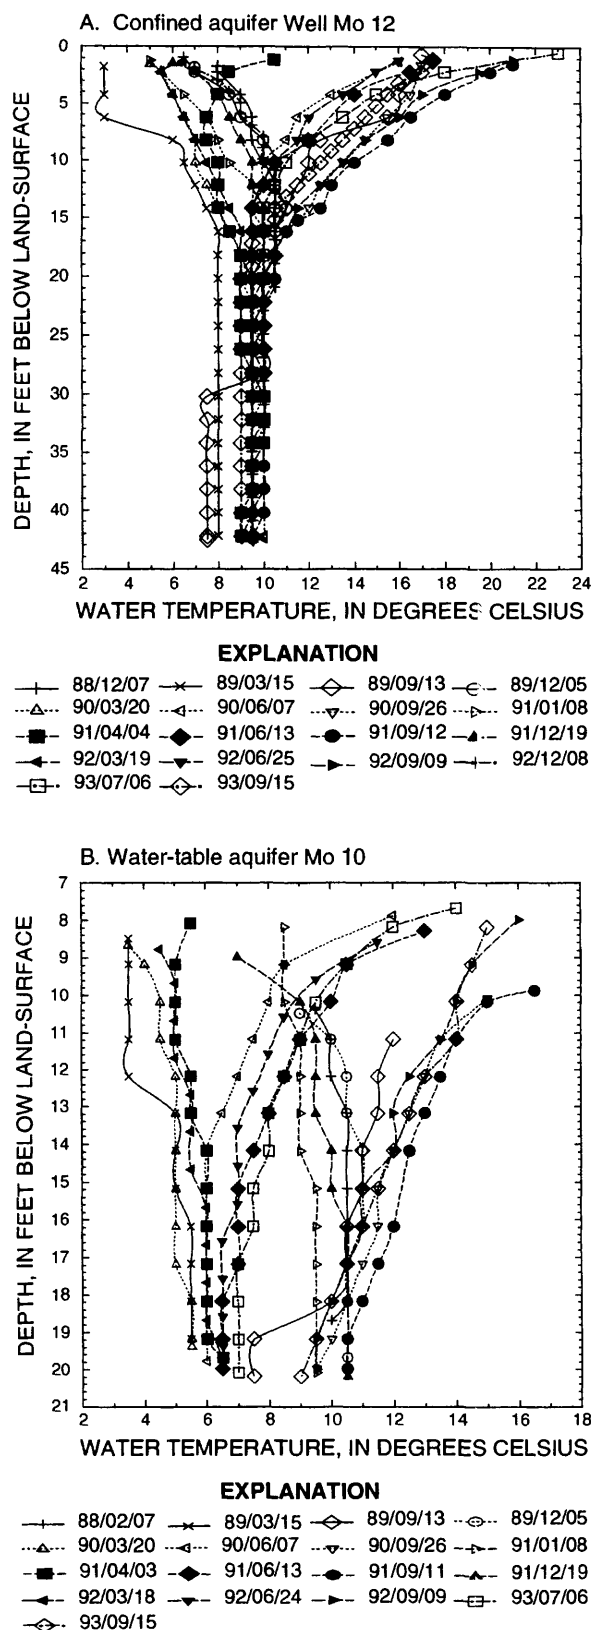 A. Confined aquifer Well Mo 12
0
5
10
15
20
25
30
35
40
45
DEPTH, IN FEET BELOW LAND-SURFACE
2 4 6 8 10 12 14 16 18 20 22 24
WATER TEMPERATURE, IN DEGREES CELSIUS
EXPLANATION
88/12/07 89/03/15 89/09/13 89/12/05
90/03/20 90/06/07 90/09/26 91/01/08
91/04/04 91/06/13 91/09/12 91/12/19
92/03/19 92/06/25 92/09/09 92/12/08
93/07/06 93/09/15
B. Water-table aquifer Mo 10
7
8
9
10
11
12
13
14
15
16
17
18
19
20
21
DEPTH, IN FEET BELOW LAND-SURFACE
2 4 6 8 10 12 14 16 18
WATER TEMPERATURE, IN DEGREES CELSIUS
EXPLANATION
88/02/07 89/03/15 89/09/13 89/12/05
90/03/20 90/06/07 90/09/26 91/01/08
91/04/03 91/06/13 91/09/11 91/12/19
92/03/18 92/06/24 92/09/09 93/07/06
93/09/15